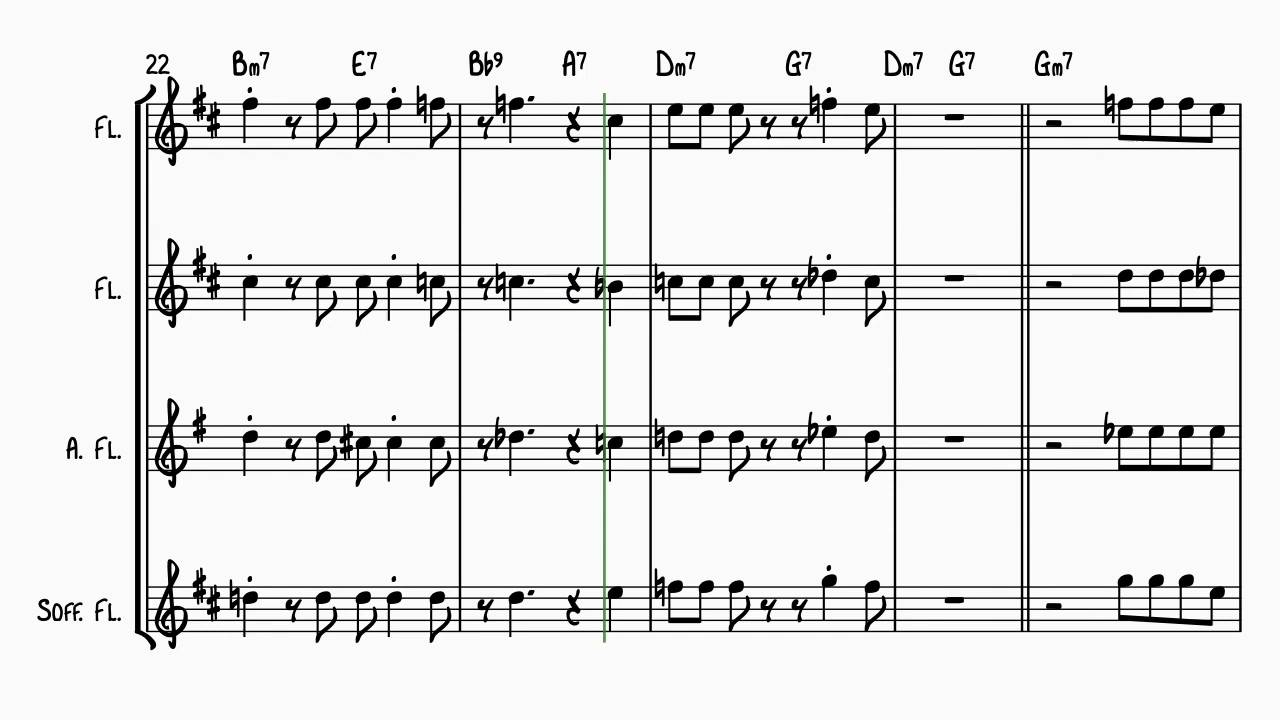 22 Bm7 E7 Bb9 A7 Dm7 G7 Dm7 G7 Gm7
FL.
FL.
A. FL.
Soff. FL.